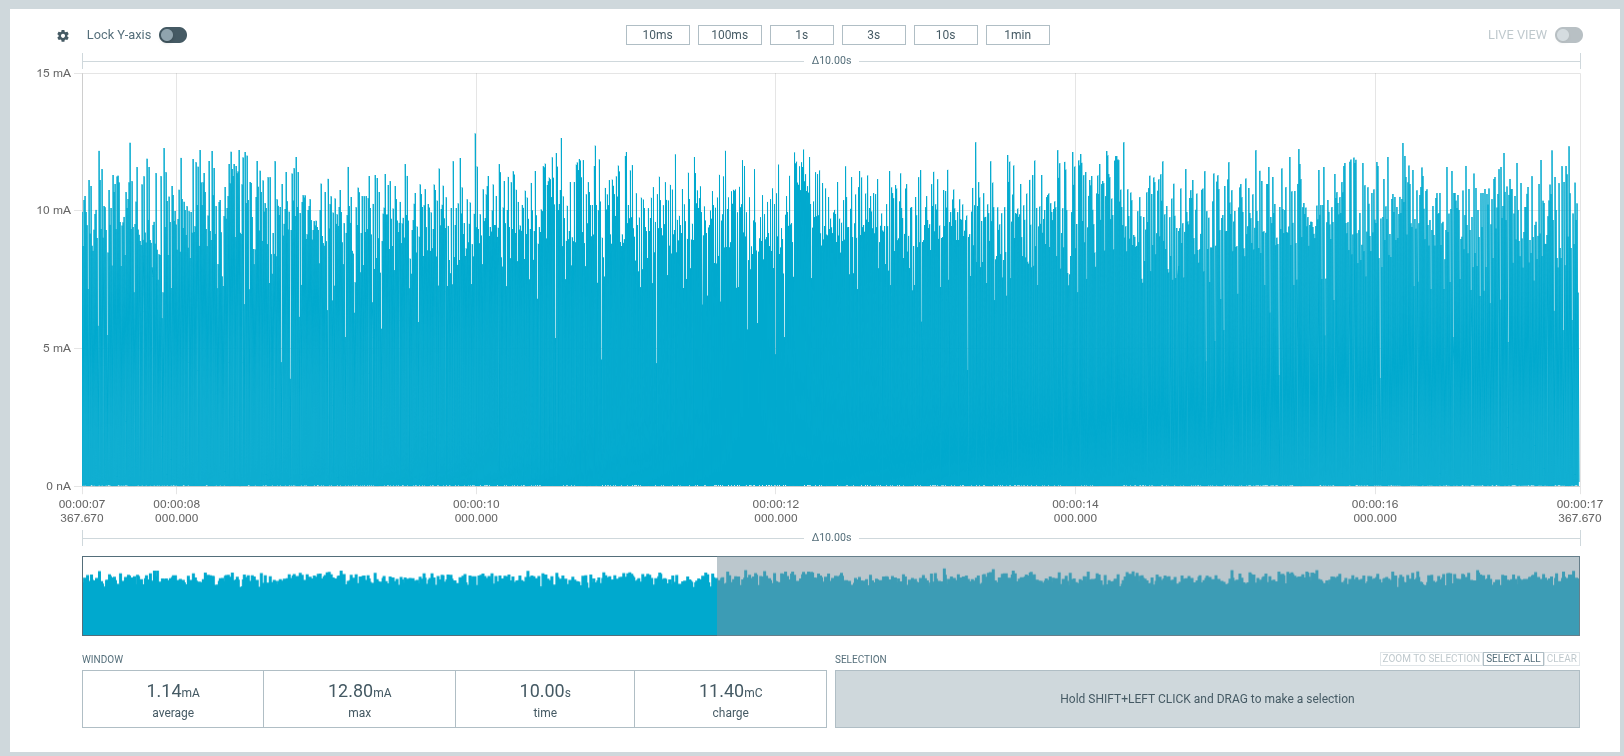 Lock Y-axis 10ms 100ms 1s 3s 10s 1min LIVE VIEW
Δ10.00s
15 mA
10 mA
5 mA
0 nA
00:00:07 00:00:08 00:00:10 00:00:12 00:00:14 00:00:16 00:00:17
367.670 000.000 000.000 000.000 000.000 000.000 367.670
Δ10.00s
WINDOW SELECTION ZOOM TO SELECTION SELECT ALL CLEAR
1.14mA 12.80mA 10.00s 11.40mC
average max time charge
Hold SHIFT+LEFT CLICK and DRAG to make a selection